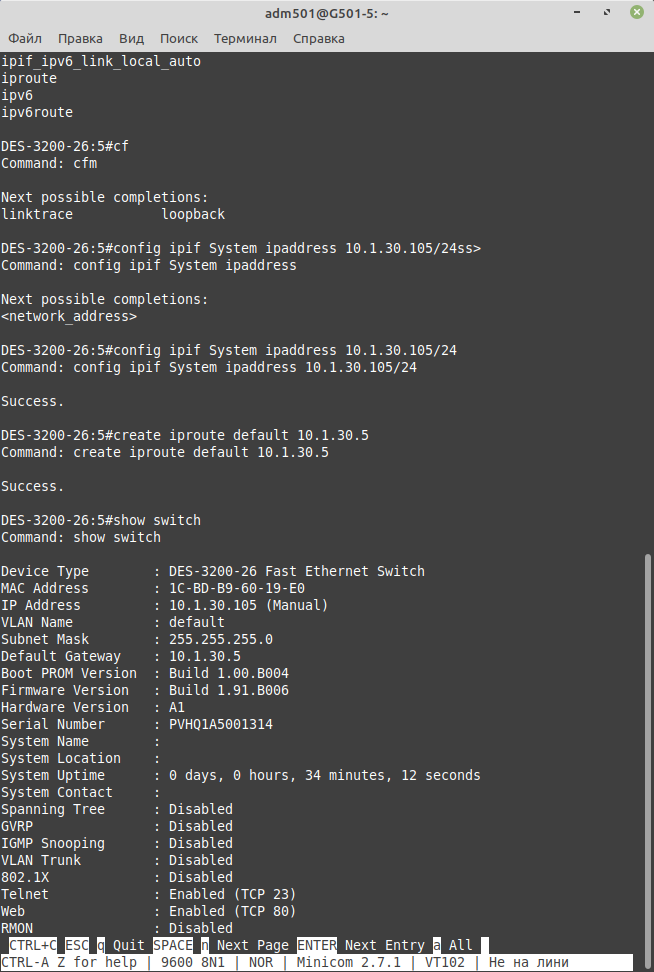 adm501@G501-5: ~
Файл Правка Вид Поиск Терминал Справка
ipif_ipv6_link_local_auto
iproute
ipv6
ipv6route
DES-3200-26:5#cf
Command: cfm
Next possible completions:
linktrace           loopback
DES-3200-26:5#config ipif System ipaddress 10.1.30.105/24ss>
Command: config ipif System ipaddress
Next possible completions:
<network_address>
DES-3200-26:5#config ipif System ipaddress 10.1.30.105/24
Command: config ipif System ipaddress 10.1.30.105/24
Success.
DES-3200-26:5#create iproute default 10.1.30.5
Command: create iproute default 10.1.30.5
Success.
DES-3200-26:5#show switch
Command: show switch
Device Type        : DES-3200-26 Fast Ethernet Switch
MAC Address        : 1C-BD-B9-60-19-E0
IP Address         : 10.1.30.105 (Manual)
VLAN Name          : default
Subnet Mask        : 255.255.255.0
Default Gateway    : 10.1.30.5
Boot PROM Version  : Build 1.00.B004
Firmware Version   : Build 1.91.B006
Hardware Version   : A1
Serial Number      : PVHQ1A5001314
System Name        :
System Location    :
System Uptime      : 0 days, 0 hours, 34 minutes, 12 seconds
System Contact     :
Spanning Tree      : Disabled
GVRP               : Disabled
IGMP Snooping      : Disabled
VLAN Trunk         : Disabled
802.1X             : Disabled
Telnet             : Enabled (TCP 23)
Web                : Enabled (TCP 80)
RMON               : Disabled
CTRL+C ESC q Quit SPACE n Next Page ENTER Next Entry a All
CTRL-A Z for help | 9600 8N1 | NOR | Minicom 2.7.1 | VT102 | Не на лини